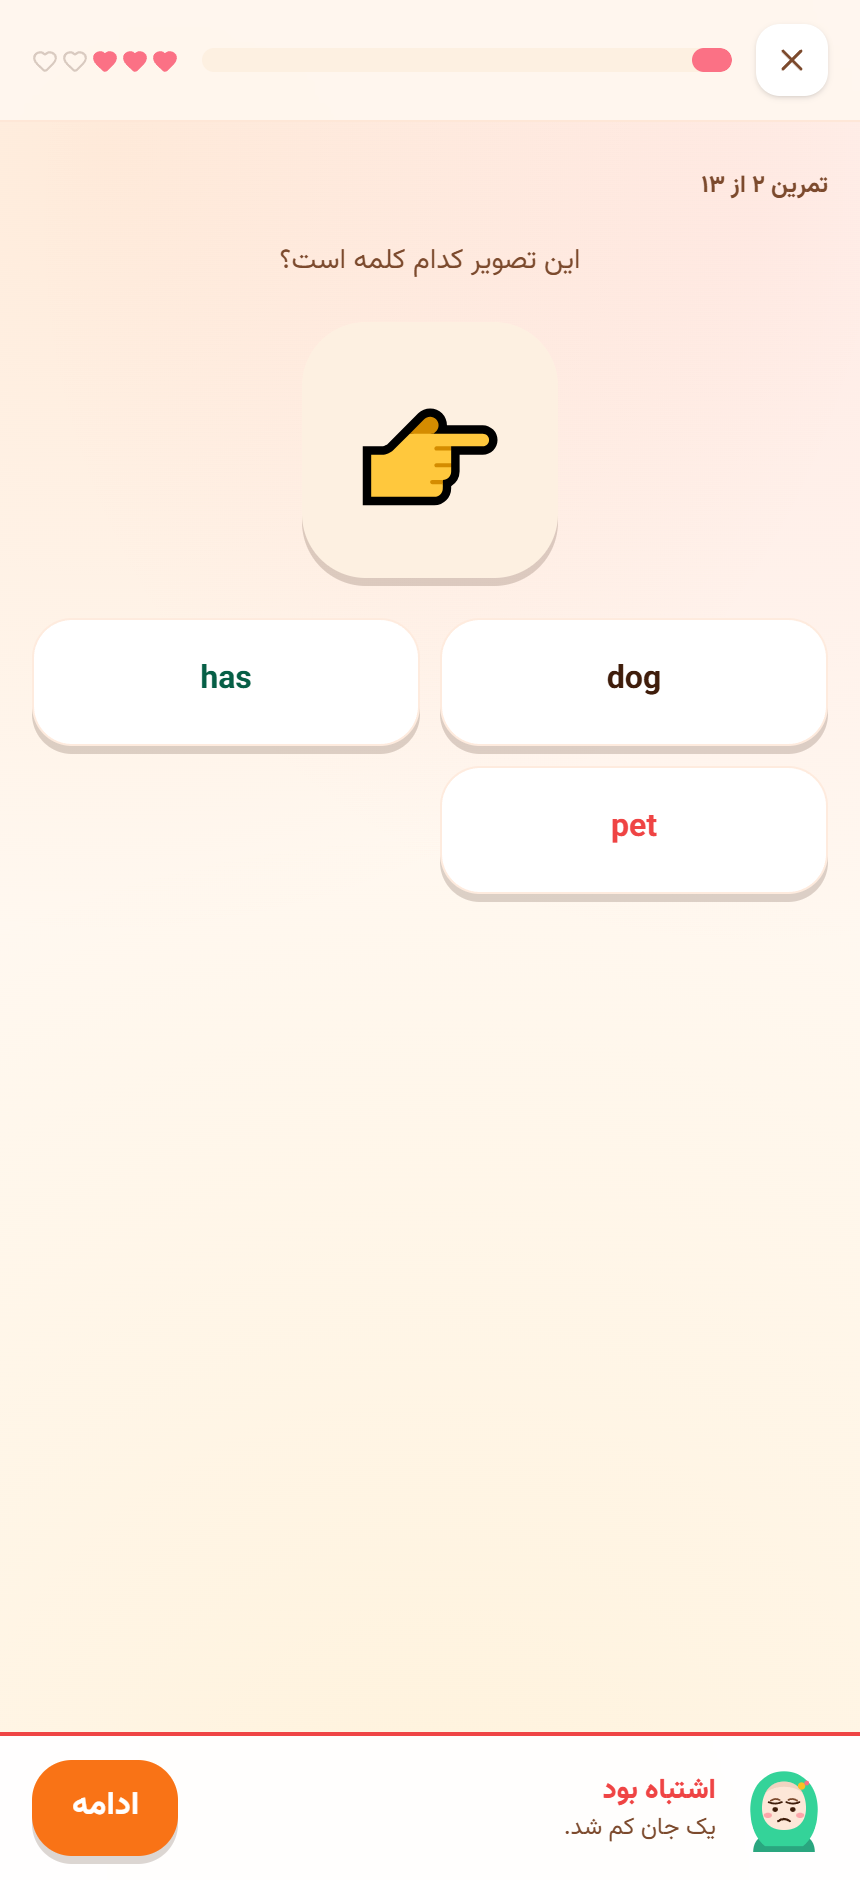 تمرین ۲ از ۱۳
این تصویر کدام کلمه است؟
dog
has
pet
اشتباه بود
یک جان کم شد.
ادامه